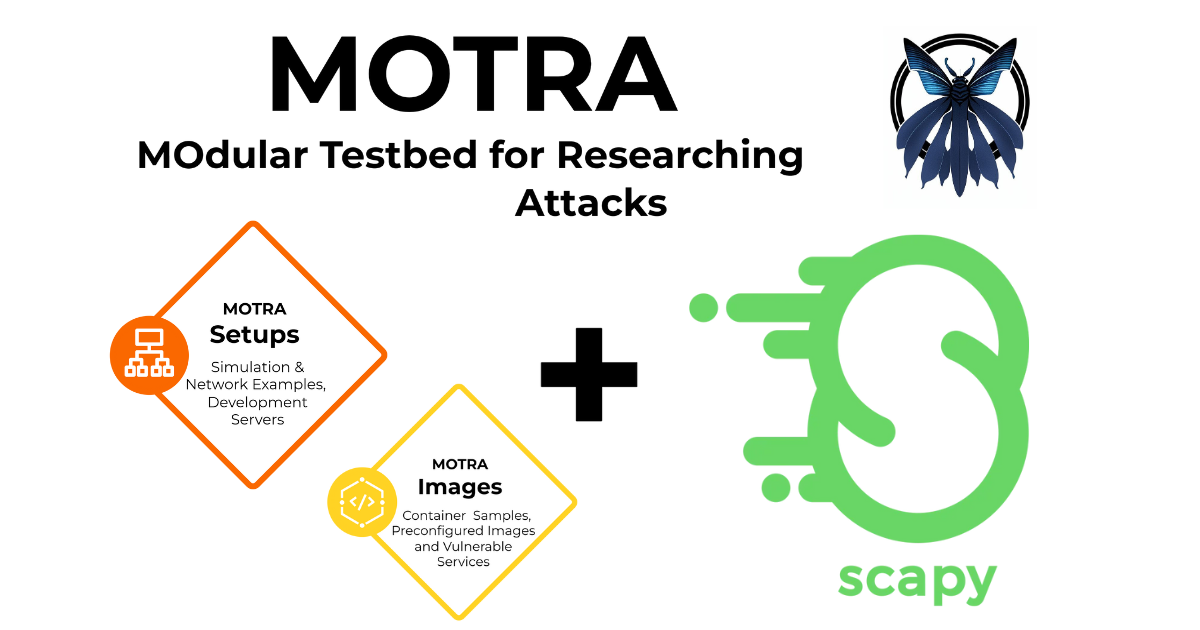 MOTRA
MOdular Testbed for Researching
Attacks
MOTRA
Setups
Simulation &
Network Examples,
Development
Servers
MOTRA
Images
Container Samples,
Preconfigured Images
and Vulnerable
Services
scapy